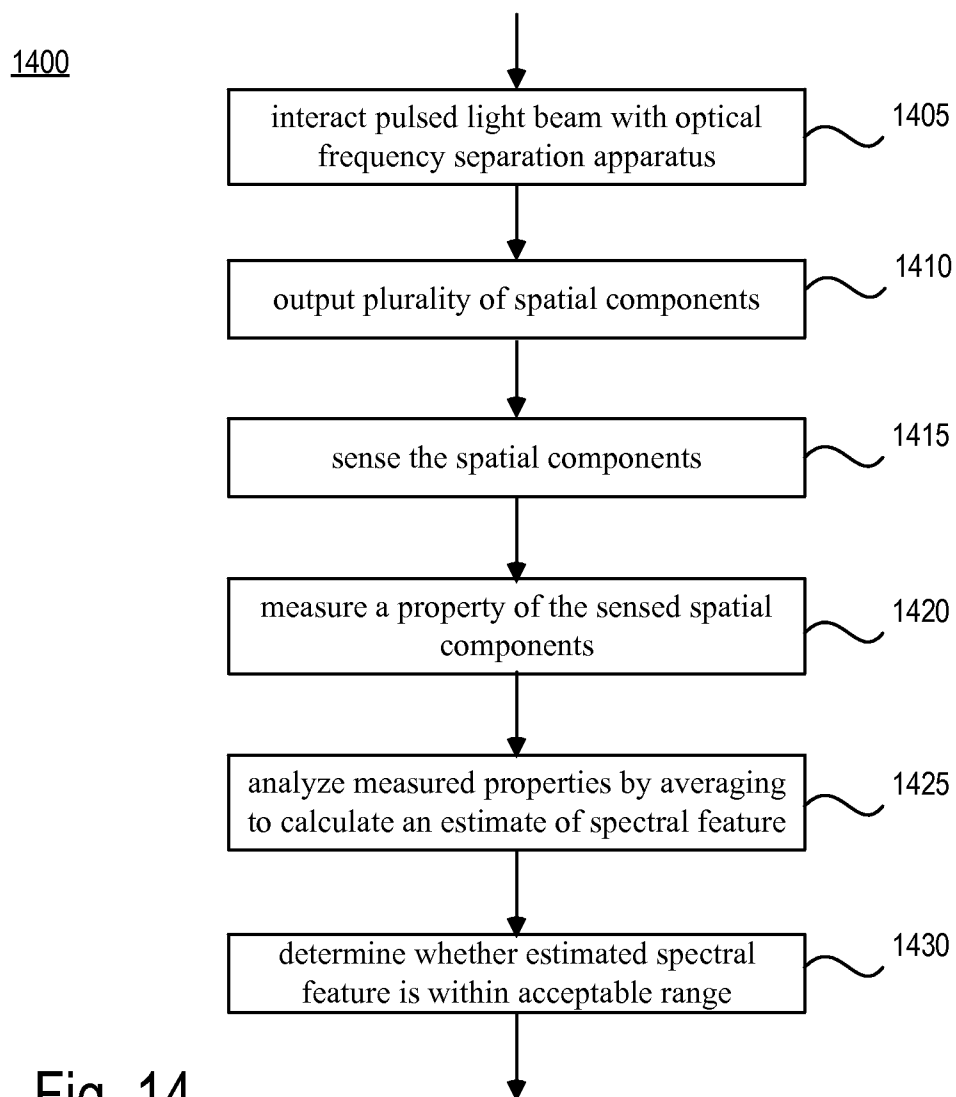 1400
interact pulsed light beam with optical
frequency separation apparatus
1405
output plurality of spatial components
1410
sense the spatial components
1415
measure a property of the sensed spatial
components
1420
analyze measured properties by averaging
to calculate an estimate of spectral feature
1425
determine whether estimated spectral
feature is within acceptable range
1430
Fig. 14